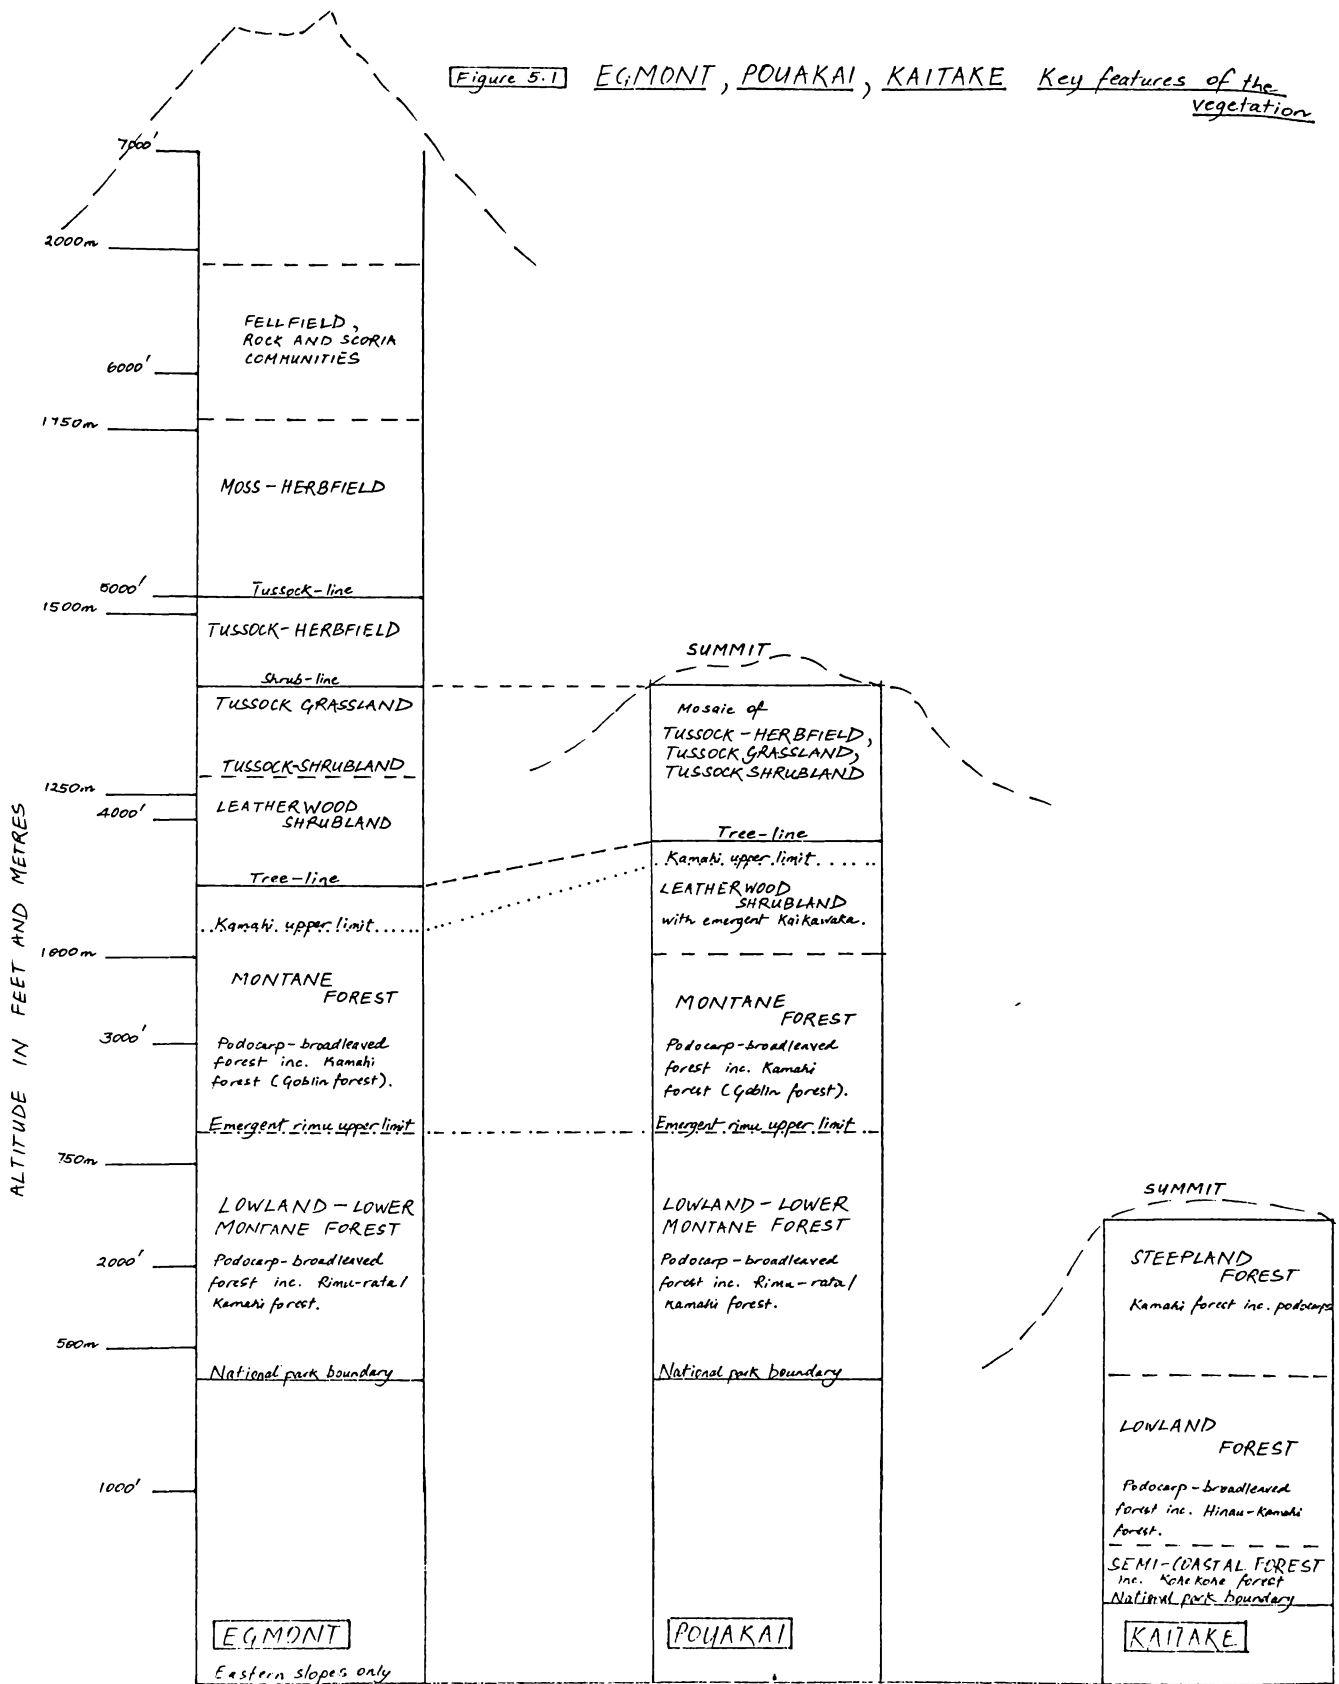 Figure 5.1 EGMONT, POUAKAI, KAITAKE Key features of the
vegetation
ALTITUDE IN FEET AND METRES
7000'
2000m
6000'
1750m
5000'
1500m
1250m
4000'
1000m
3000'
750m
2000'
500m
1000'
FELLFIELD,
ROCK AND SCORIA
COMMUNITIES
MOSS-HERBFIELD
Tussock-line
TUSSOCK-HERBFIELD
Shrub-line
TUSSOCK GRASSLAND
TUSSOCK-SHRUBLAND
LEATHERWOOD
SHRUBLAND
Tree-line
Kamahi upper limit
MONTANE
FOREST
Podocarp-broadleaved
forest inc. Kamahi
forest (Goblin forest).
Emergent rimu upper limit
LOWLAND-LOWER
MONTANE FOREST
Podocarp-broadleaved
forest inc. Rimu-rata/
Kamahi forest.
National park boundary
EGMONT
Eastern slopes only
SUMMIT
Mosaic of
TUSSOCK-HERBFIELD,
TUSSOCK GRASSLAND,
TUSSOCK SHRUBLAND
Tree-line
Kamahi upper limit
LEATHERWOOD
SHRUBLAND
with emergent Kaikawaka.
MONTANE
FOREST
Podocarp-broadleaved
forest inc. Kamahi
forest (Goblin forest).
Emergent rimu upper limit
LOWLAND-LOWER
MONTANE FOREST
Podocarp-broadleaved
forest inc. Rimu-rata/
Kamahi forest.
National park boundary
POUAKAI
SUMMIT
STEEPLAND
FOREST
Kamahi forest inc. podocarps
LOWLAND
FOREST
Podocarp-broadleaved
forest inc. Hinau-Kamahi
forest.
SEMI-COASTAL FOREST
inc. Kohekohe forest
National park boundary
KAITAKE